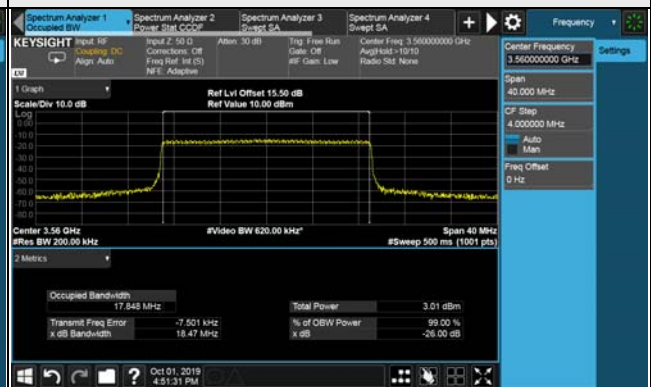 Spectrum Analyzer 1
Occupied BW
Spectrum Analyzer 2
Power Stat CCDF
Spectrum Analyzer 3
Swept SA
Spectrum Analyzer 4
Swept SA
+
Frequency
KEYSIGHT
Input: RF
Coupling: DC
Align: Auto
Input Z: 50 Ω
Corrections: Off
Freq Ref: Int (S)
NFE: Adaptive
Atten: 30 dB
Trig: Free Run
Gate: Off
#IF Gain: Low
Center Freq: 3.560000000 GHz
Avg|Hold:>10/10
Radio Std: None
Center Frequency
3.560000000 GHz
Settings
Span
40.000 MHz
CF Step
4.000000 MHz
Auto
Man
Freq Offset
0 Hz
1 Graph
Scale/Div 10.0 dB
Ref Lvl Offset 15.50 dB
Ref Value 10.00 dBm
Log
0.00
-10.0
-20.0
-30.0
-40.0
-50.0
-60.0
-70.0
-80.0
Center 3.56 GHz
#Res BW 200.00 kHz
#Video BW 620.00 kHz*
Span 40 MHz
#Sweep 500 ms (1001 pts)
2 Metrics
Occupied Bandwidth
17.848 MHz
Total Power
3.01 dBm
Transmit Freq Error
-7.501 kHz
% of OBW Power
99.00 %
x dB Bandwidth
18.47 MHz
x dB
-26.00 dB
?
Oct 01, 2019
4:51:31 PM